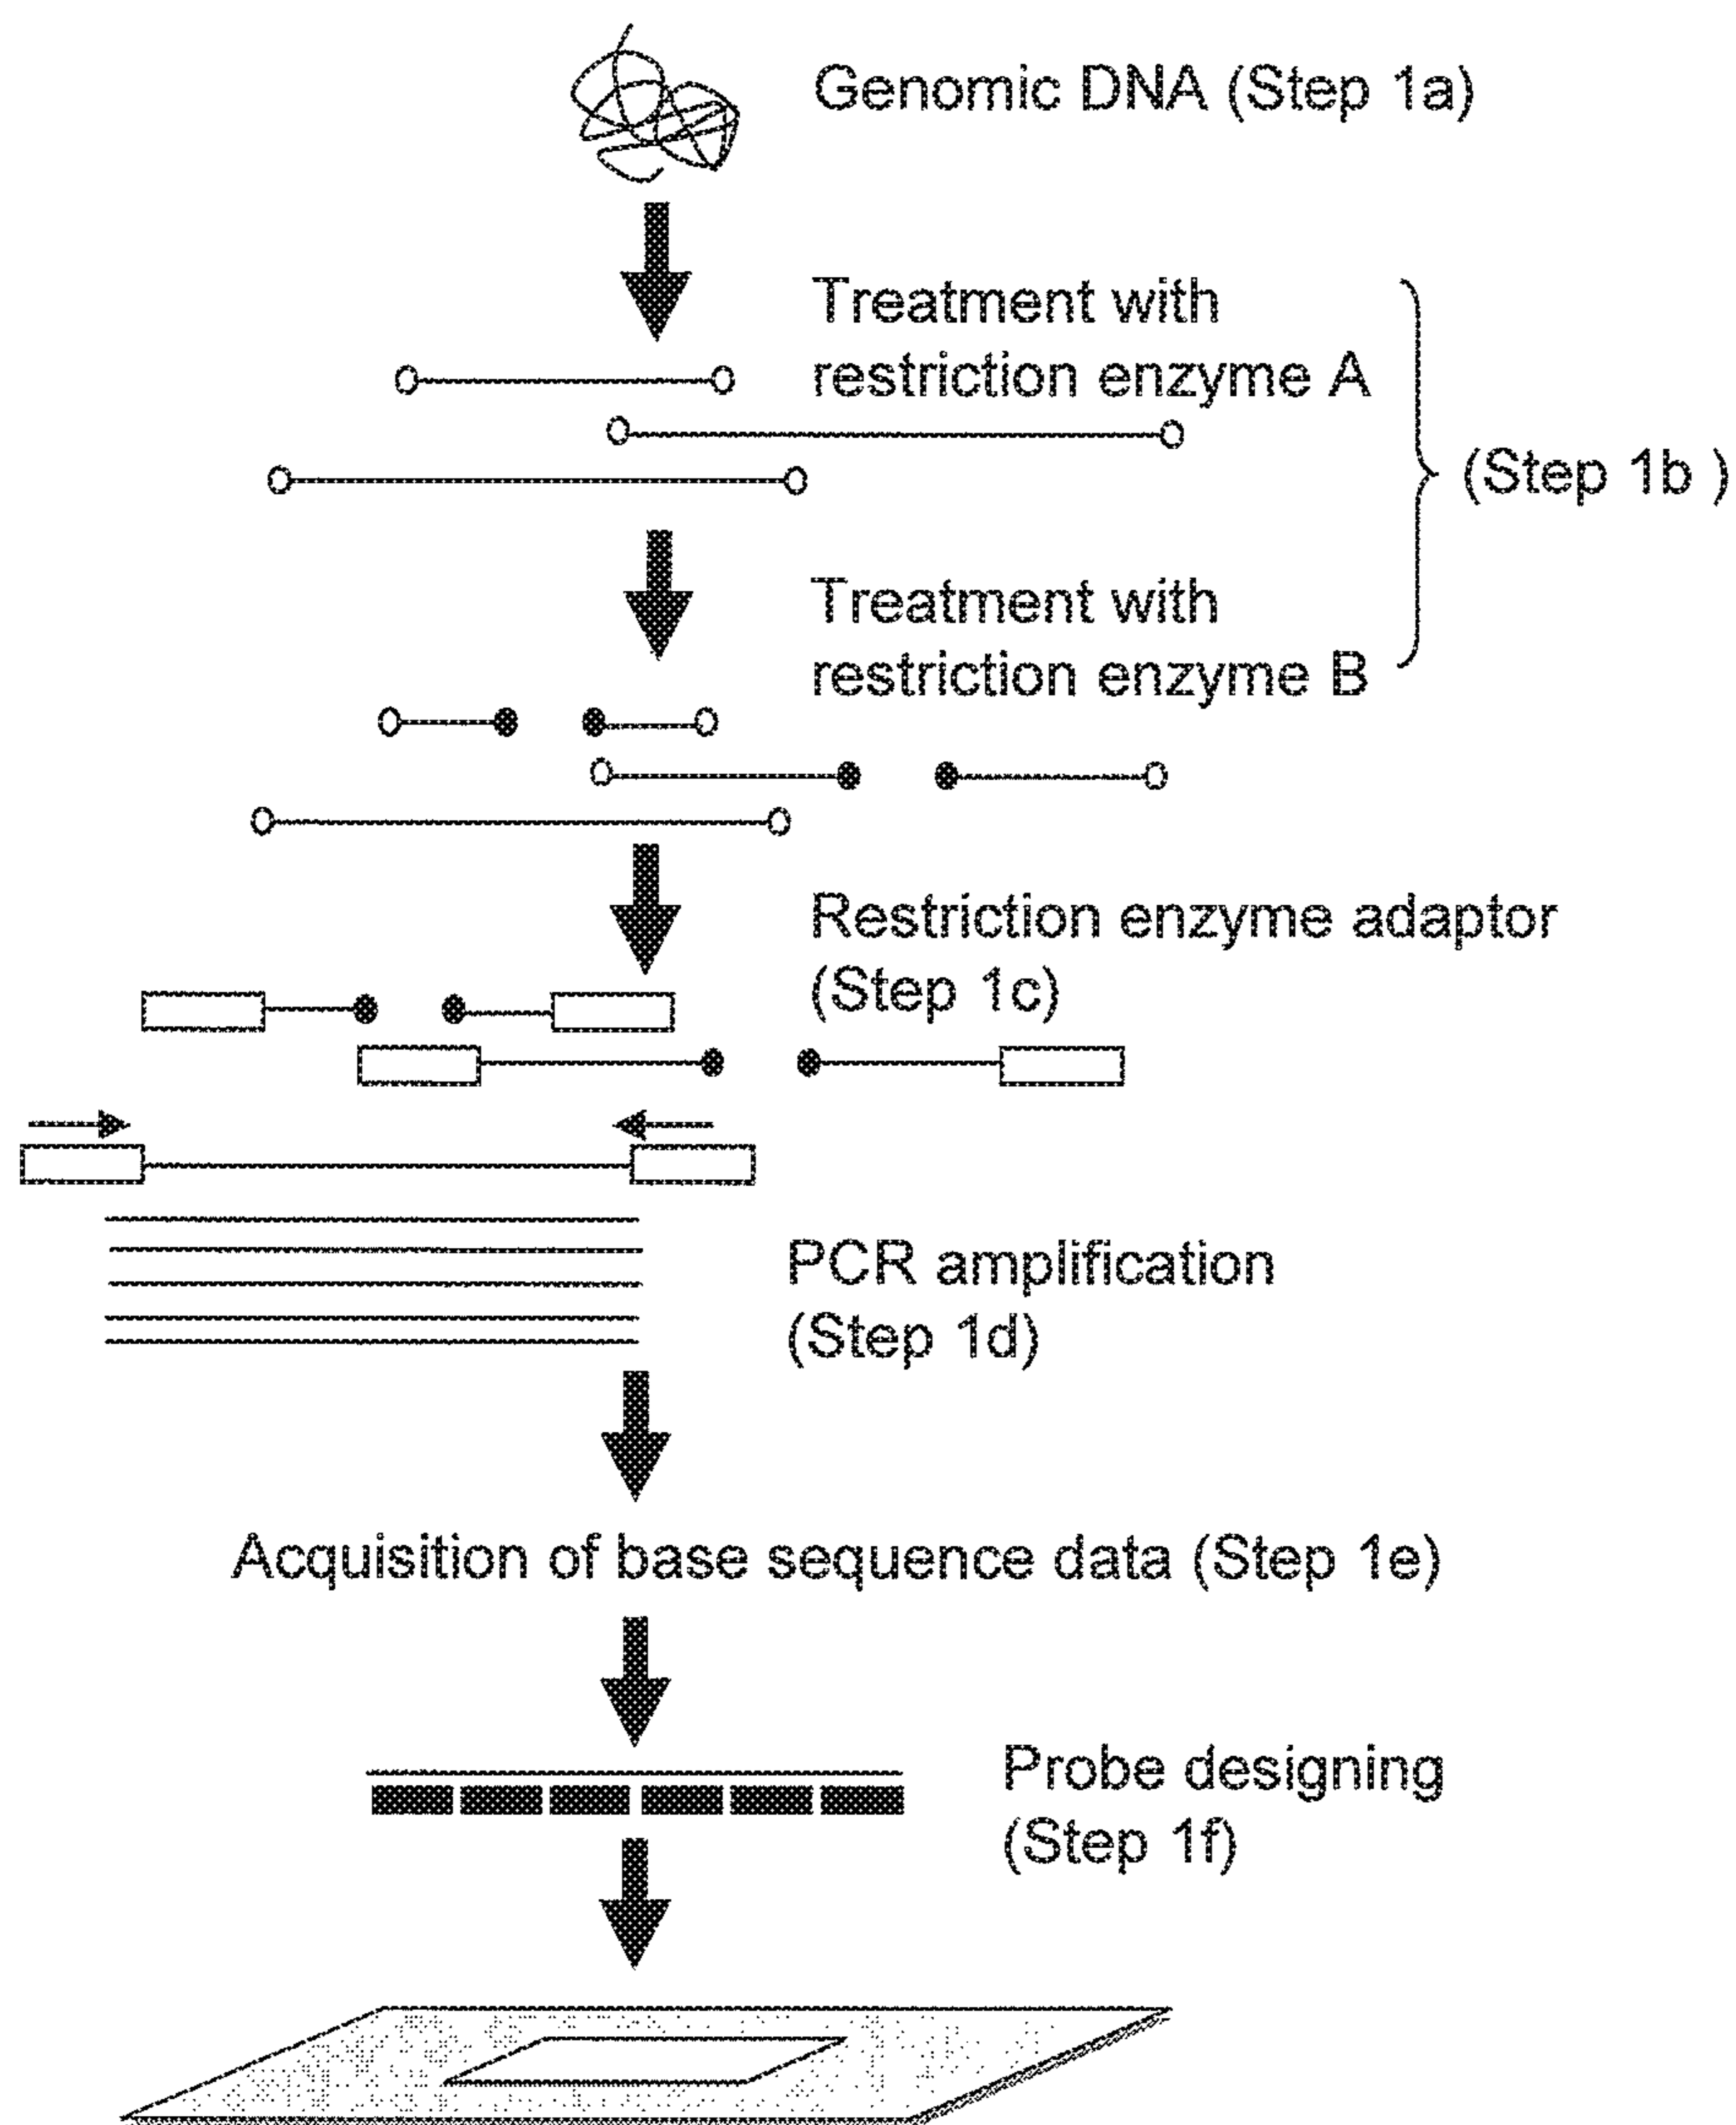 Genomic DNA (Step 1a)
Treatment with
restriction enzyme A
(Step 1b )
Treatment with
restriction enzyme B
Restriction enzyme adaptor
(Step 1c)
PCR amplification
(Step 1d)
Acquisition of base sequence data (Step 1e)
Probe designing
(Step 1f)